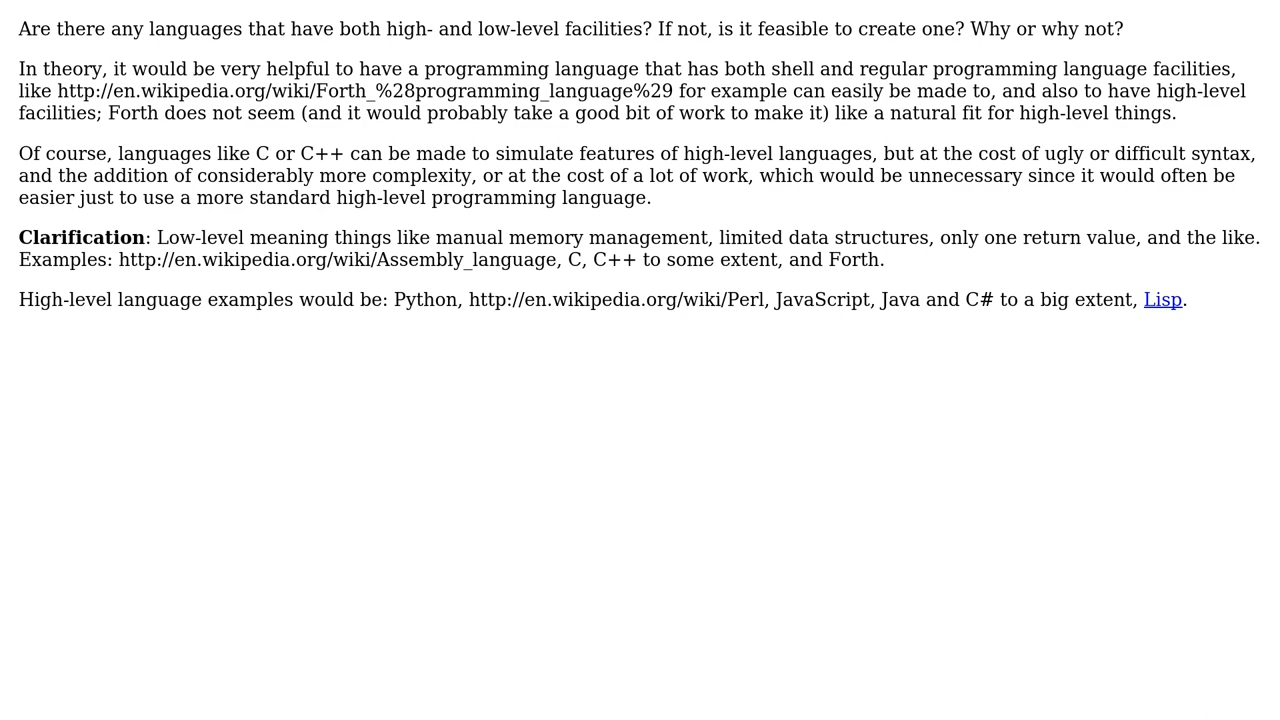 Are there any languages that have both high- and low-level facilities? If not, is it feasible to create one? Why or why not?
In theory, it would be very helpful to have a programming language that has both shell and regular programming language facilities,
like http://en.wikipedia.org/wiki/Forth_%28programming_language%29 for example can easily be made to, and also to have high-level
facilities; Forth does not seem (and it would probably take a good bit of work to make it) like a natural fit for high-level things.
Of course, languages like C or C++ can be made to simulate features of high-level languages, but at the cost of ugly or difficult syntax,
and the addition of considerably more complexity, or at the cost of a lot of work, which would be unnecessary since it would often be
easier just to use a more standard high-level programming language.
Clarification: Low-level meaning things like manual memory management, limited data structures, only one return value, and the like.
Examples: http://en.wikipedia.org/wiki/Assembly_language, C, C++ to some extent, and Forth.
High-level language examples would be: Python, http://en.wikipedia.org/wiki/Perl, JavaScript, Java and C# to a big extent, Lisp.